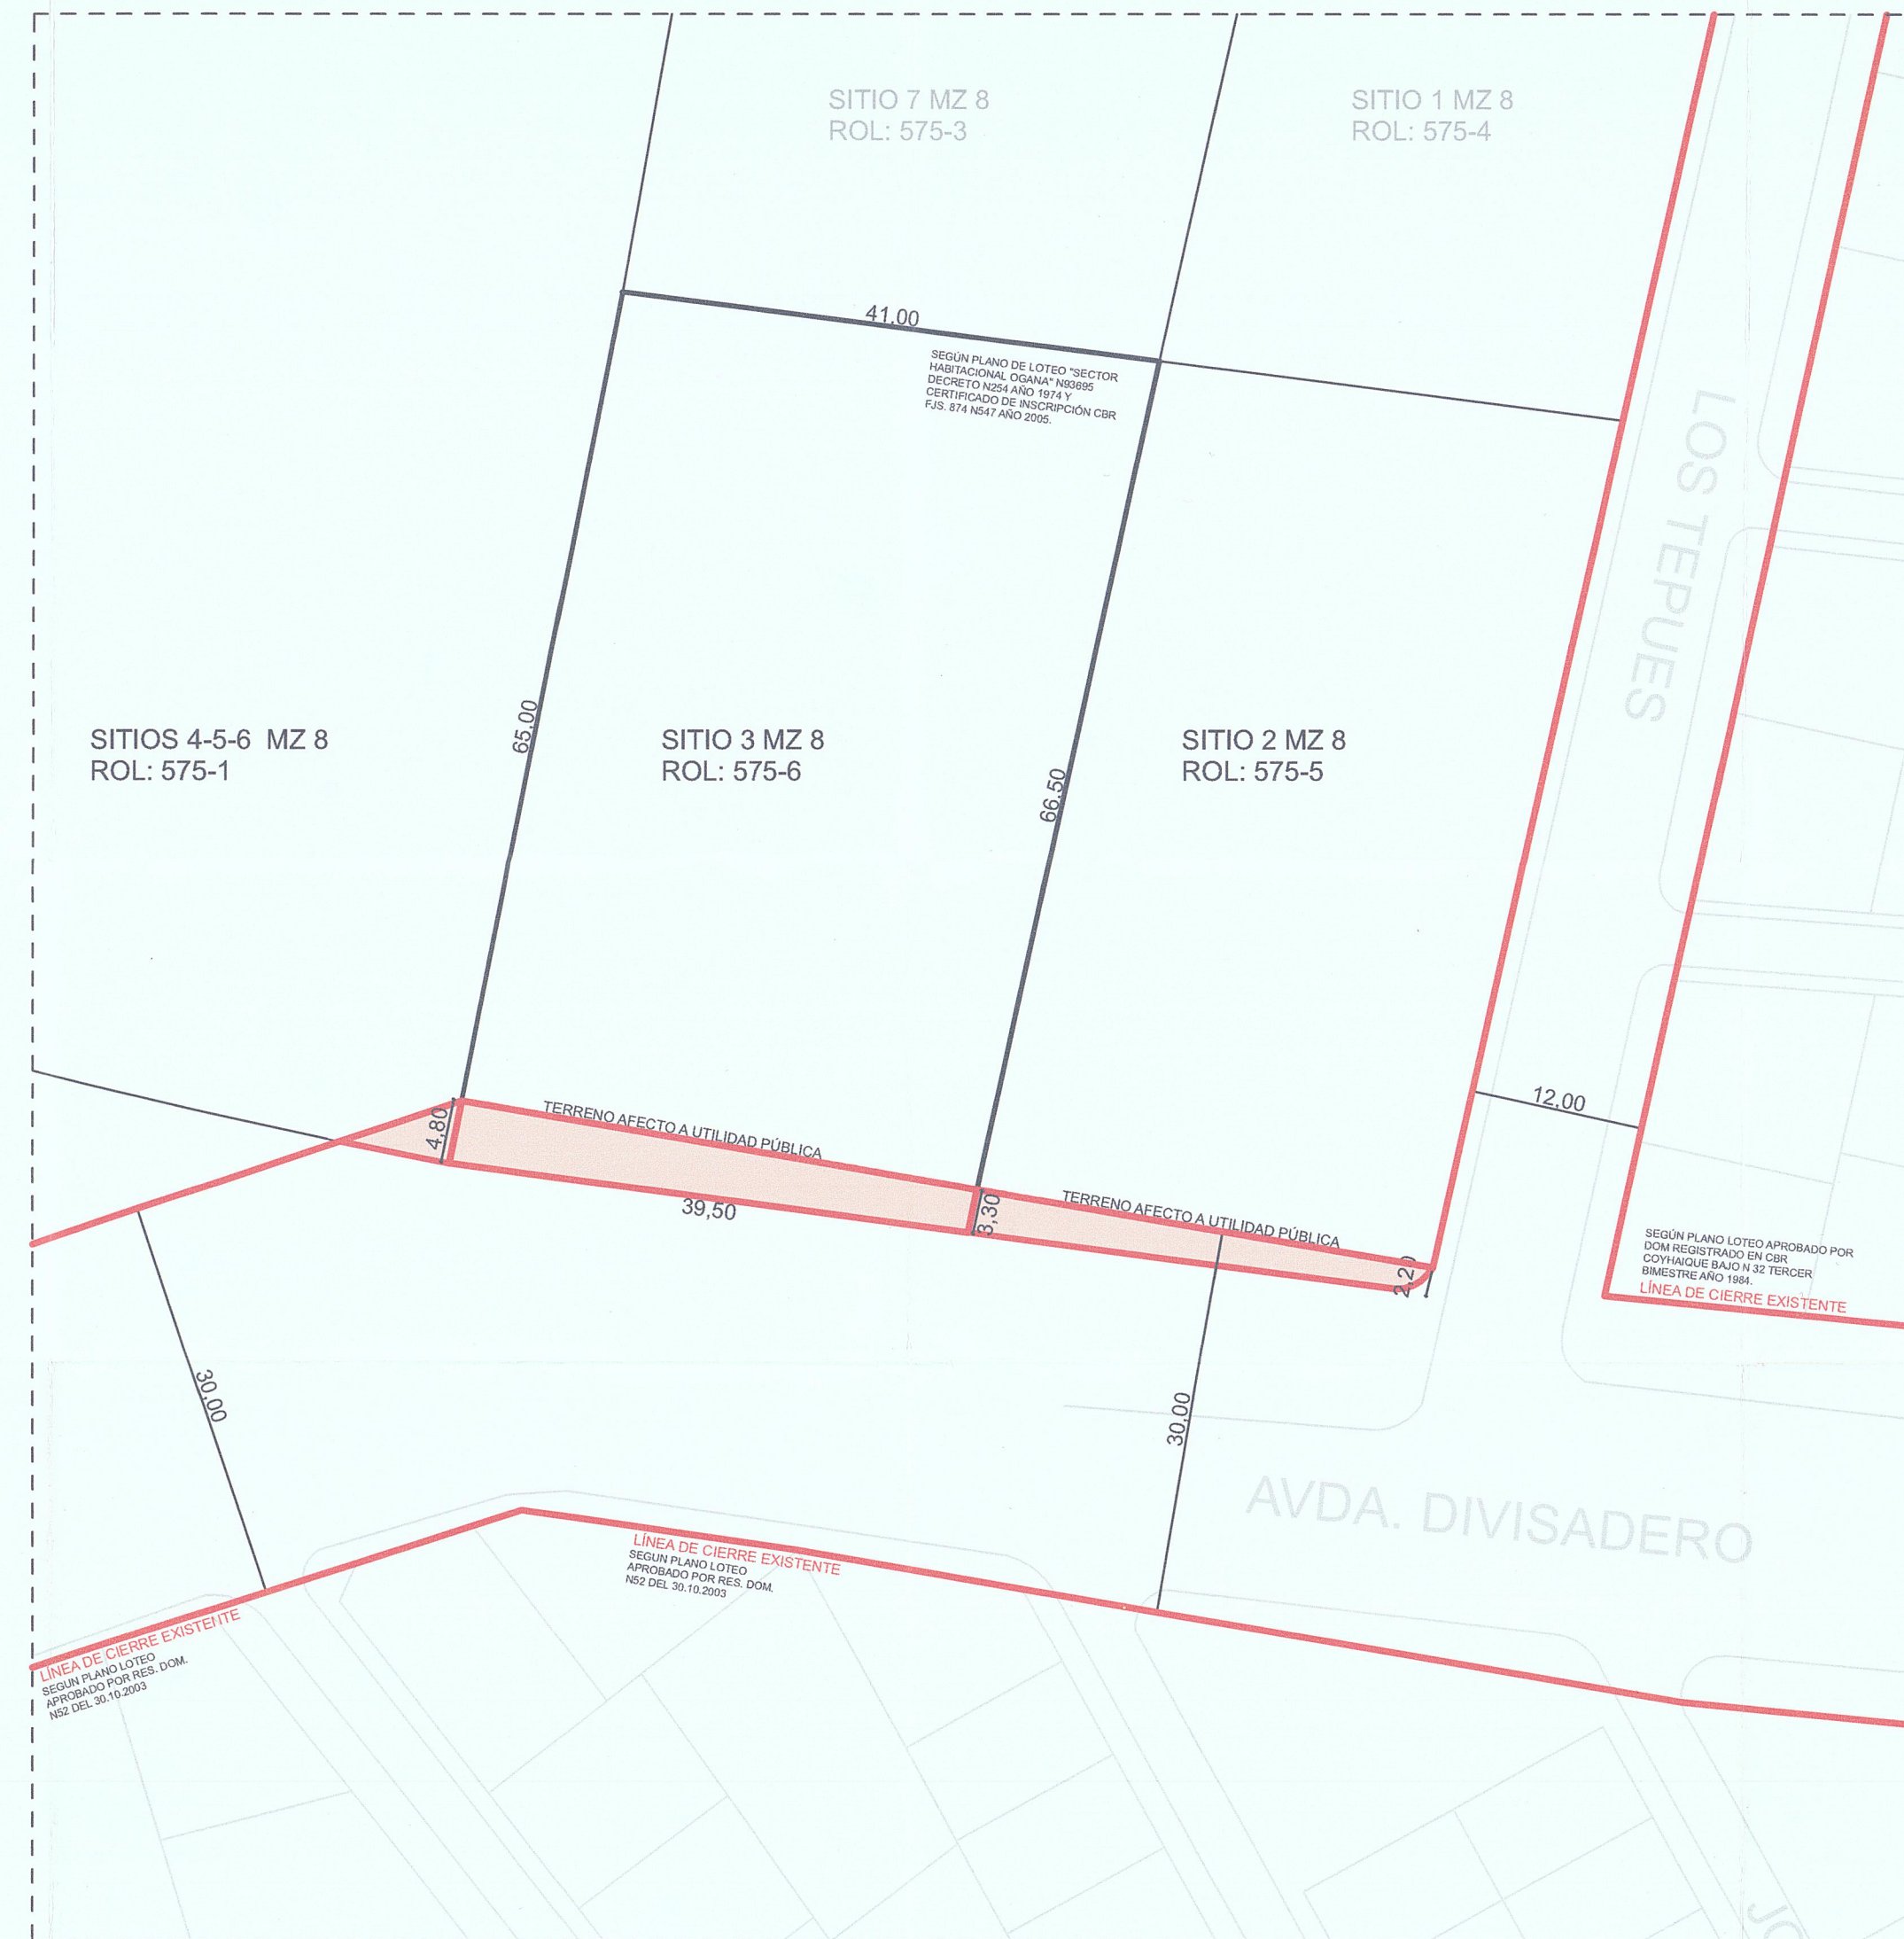 SITIO 7 MZ 8
ROL: 575-3
SITIO 1 MZ 8
ROL: 575-4
41,00
SEGÚN PLANO DE LOTEO "SECTOR
HABITACIONAL OGANA" N93695
DECRETO N254 AÑO 1974 Y
CERTIFICADO DE INSCRIPCIÓN CBR
FJS. 874 N547 AÑO 2005.
LOS TEPUES
65,00
66,50
SITIOS 4-5-6 MZ 8
ROL: 575-1
SITIO 3 MZ 8
ROL: 575-6
SITIO 2 MZ 8
ROL: 575-5
12,00
4,80
TERRENO AFECTO A UTILIDAD PÚBLICA
39,50
3,30
TERRENO AFECTO A UTILIDAD PÚBLICA
2,20
SEGÚN PLANO LOTEO APROBADO POR
DOM REGISTRADO EN CBR
COYHAIQUE BAJO N 32 TERCER
BIMESTRE AÑO 1984.
LÍNEA DE CIERRE EXISTENTE
30,00
30,00
AVDA. DIVISADERO
LÍNEA DE CIERRE EXISTENTE
SEGUN PLANO LOTEO
APROBADO POR RES. DOM.
N52 DEL 30.10.2003
LÍNEA DE CIERRE EXISTENTE
SEGUN PLANO LOTEO
APROBADO POR RES. DOM.
N52 DEL 30.10.2003